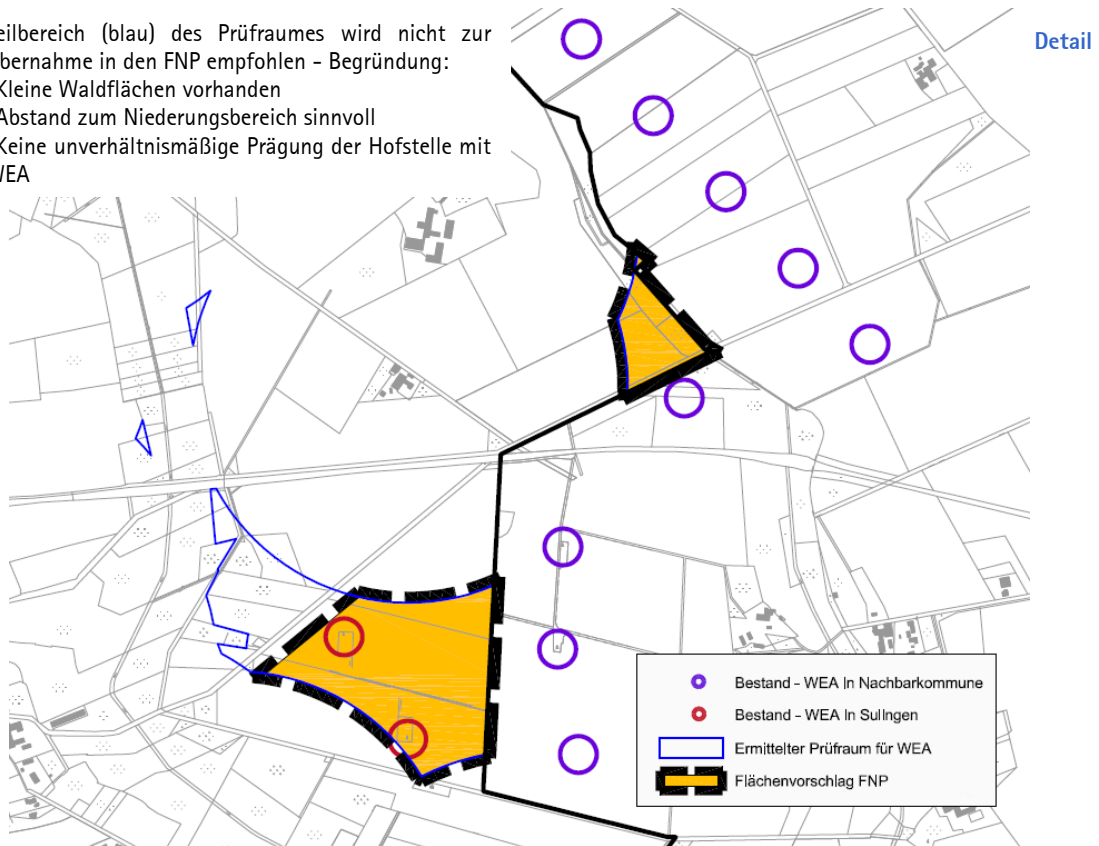 eilbereich (blau) des Prüfraumes wird nicht zur
bernahme in den FNP empfohlen - Begründung:
Kleine Waldflächen vorhanden
Abstand zum Niederungsbereich sinnvoll
Keine unverhältnismäßige Prägung der Hofstelle mit
WEA
Detail
Bestand - WEA in Nachbarkommune
Bestand - WEA in Sulingen
Ermittelter Prüfraum für WEA
Flächenvorschlag FNP